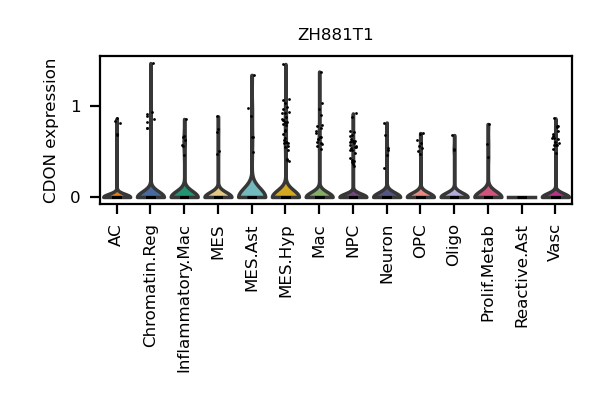 ZH881T1
CDON expression
1
0
AC
Chromatin.Reg
Inflammatory.Mac
MES
MES.Ast
MES.Hyp
Mac
NPC
Neuron
OPC
Oligo
Prolif.Metab
Reactive.Ast
Vasc